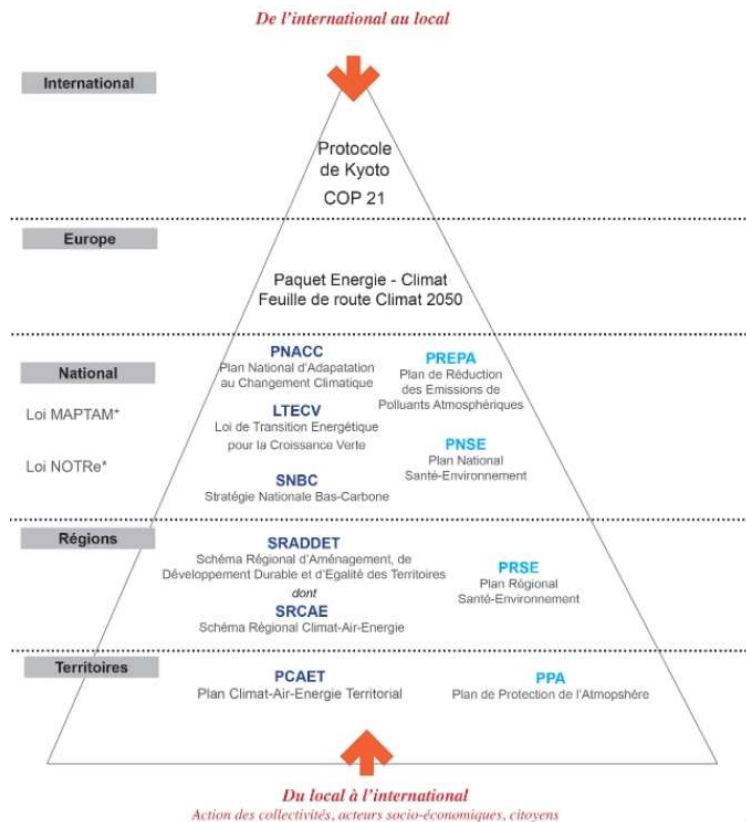 De l'international au local
International
Protocole
de Kyoto
COP 21
Europe
Paquet Energie - Climat
Feuille de route Climat 2050
National
Loi MAPTAM*
Loi NOTRe*
PNACC
Plan National d'Adapatation
au Changement Climatique
LTECV
Loi de Transition Energétique
pour la Croissance Verte
SNBC
Stratégie Nationale Bas-Carbone
PREPA
Plan de Réduction
des Emissions de
Polluants Atmosphériques
PNSE
Plan National
Santé-Environnement
Régions
SRADDET
Schéma Régional d'Aménagement, de
Développement Durable et d'Egalité des Territoires
dont
SRCAE
Schéma Régional Climat-Air-Energie
PRSE
Plan Régional
Santé-Environnement
Territoires
PCAET
Plan Climat-Air-Energie Territorial
PPA
Plan de Protection de l'Atmopshère
Du local à l'international
Action des collectivités, acteurs socio-économiques, citoyens